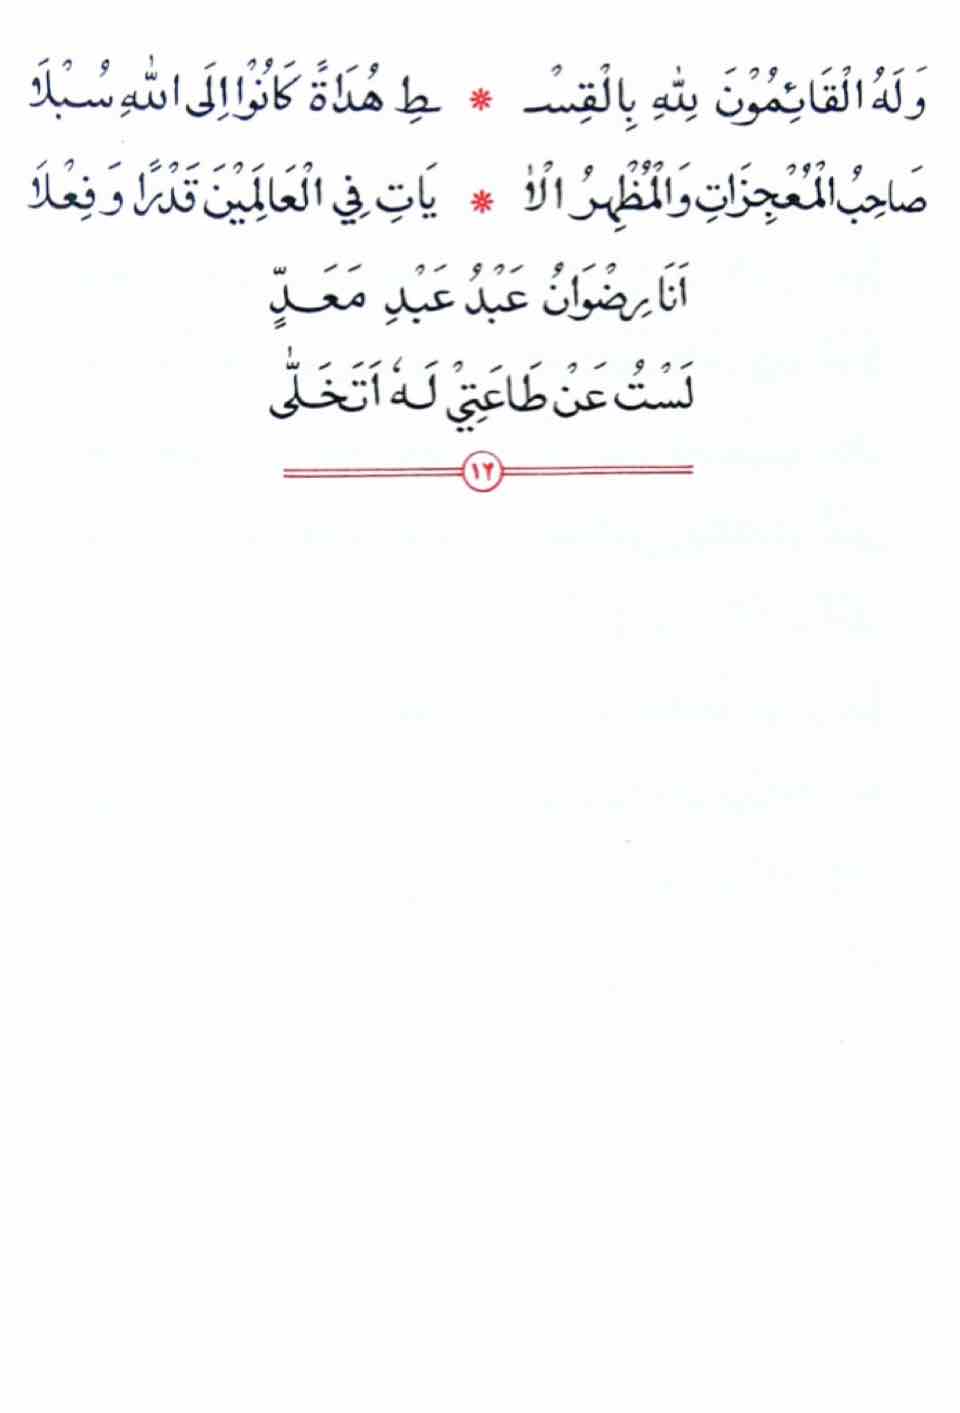 وَلَهُ الْقَائِمُوْنَ لِلّٰهِ بِالْقِسْـ * ـطِ هُدَاةً كَانُوْا اِلَى اللّٰهِ سُبْلَا
صَاحِبُ الْمُعْجِزَاتِ وَالْمُظْهِرُ الْاٰ * يَاتِ فِي الْعَالَمِيْنَ قَدْرًا وَفِعْلَا
اَنَا رِضْوَانُ عَبْدُ عَبْدِ مَعَدٍّ
لَسْتُ عَنْ طَاعَتِيْ لَهٗ اَتَخَلّٰى
١٢